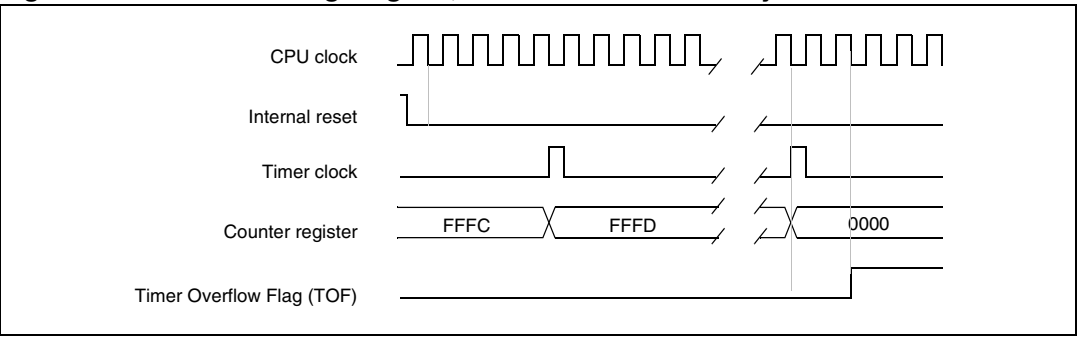 CPU clock
Internal reset
Timer clock
Counter register FFFC FFFD 0000
Timer Overflow Flag (TOF)